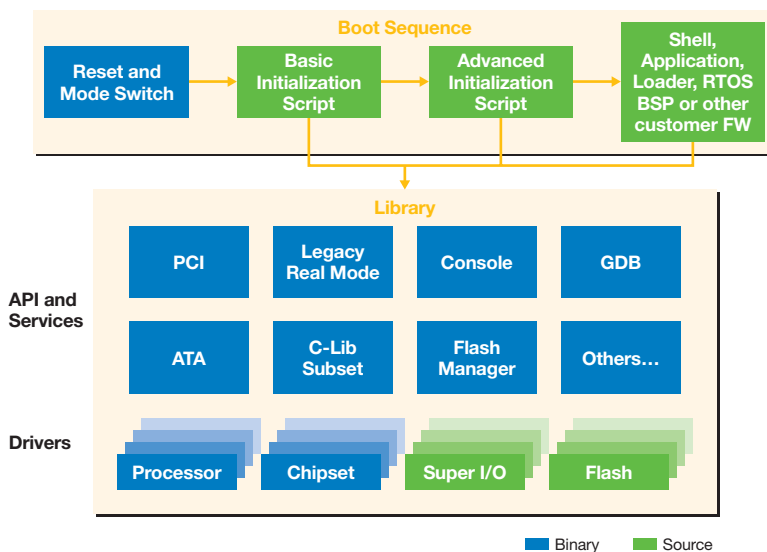 Boot Sequence
Reset and
Mode Switch
Basic
Initialization
Script
Advanced
Initialization
Script
Shell,
Application,
Loader, RTOS
BSP or other
customer FW
Library
API and
Services
PCI
Legacy
Real Mode
Console
GDB
ATA
C-Lib
Subset
Flash
Manager
Others...
Drivers
Processor
Chipset
Super I/O
Flash
Binary
Source